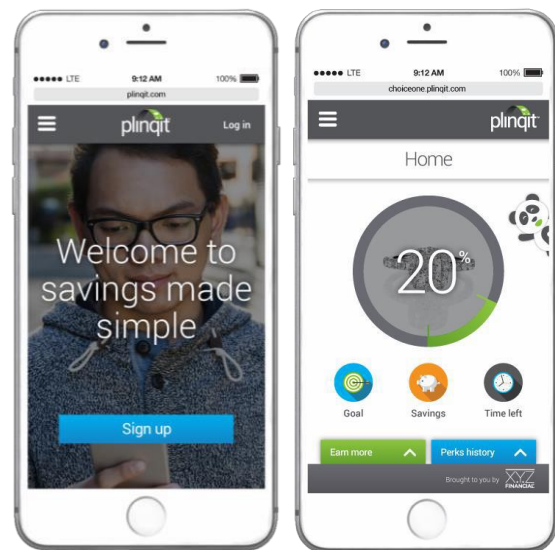 LTE 9:12 AM 100%
plinqit.com
plinqit
Log in
Welcome to
savings made
simple
Sign up
LTE 9:12 AM 100%
choiceone.plinqit.com
plinqit
Home
20%
Goal Savings Time left
Earn more Perks history
Brought to you by XYZ
FINANCIAL